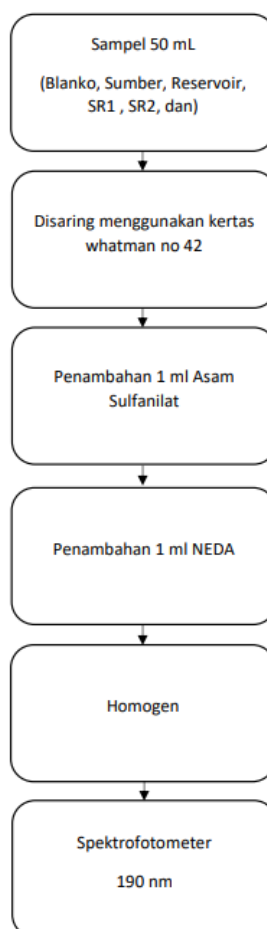 Sampel 50 mL
(Blanko, Sumber, Reservoir,
SR1 , SR2, dan)
Disaring menggunakan kertas
whatman no 42
Penambahan 1 ml Asam
Sulfanilat
Penambahan 1 ml NEDA
Homogen
Spektrofotometer
190 nm